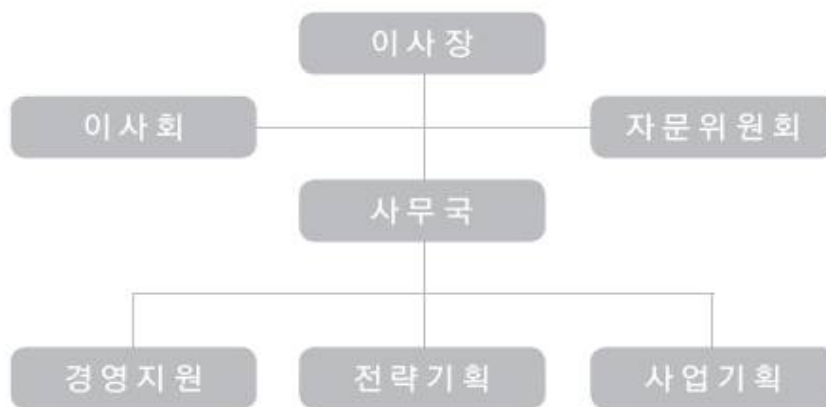 이사장
이사회
자문위원회
사무국
경영지원
전략기획
사업기획